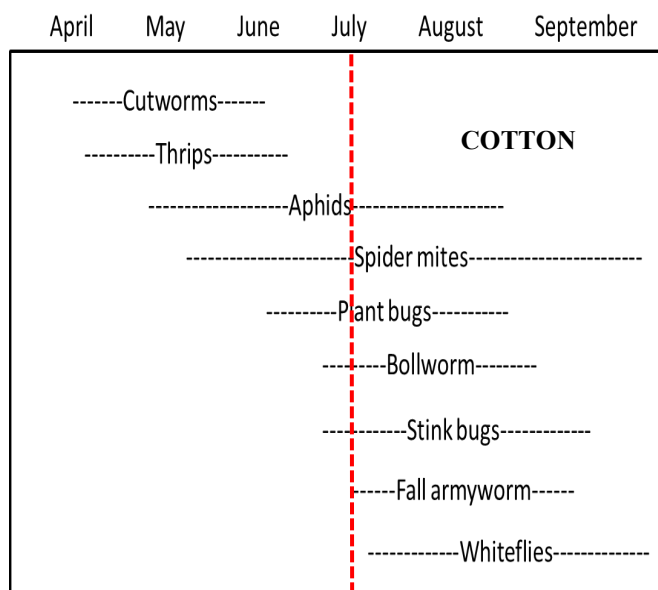 April May June July August September
-------Cutworms-------
COTTON
----------Thrips-----------
--------------------Aphids----------------------
------------------------Spider mites-------------------------
----------Plant bugs-----------
---------Bollworm---------
------------Stink bugs-------------
------Fall armyworm------
-------------Whiteflies--------------